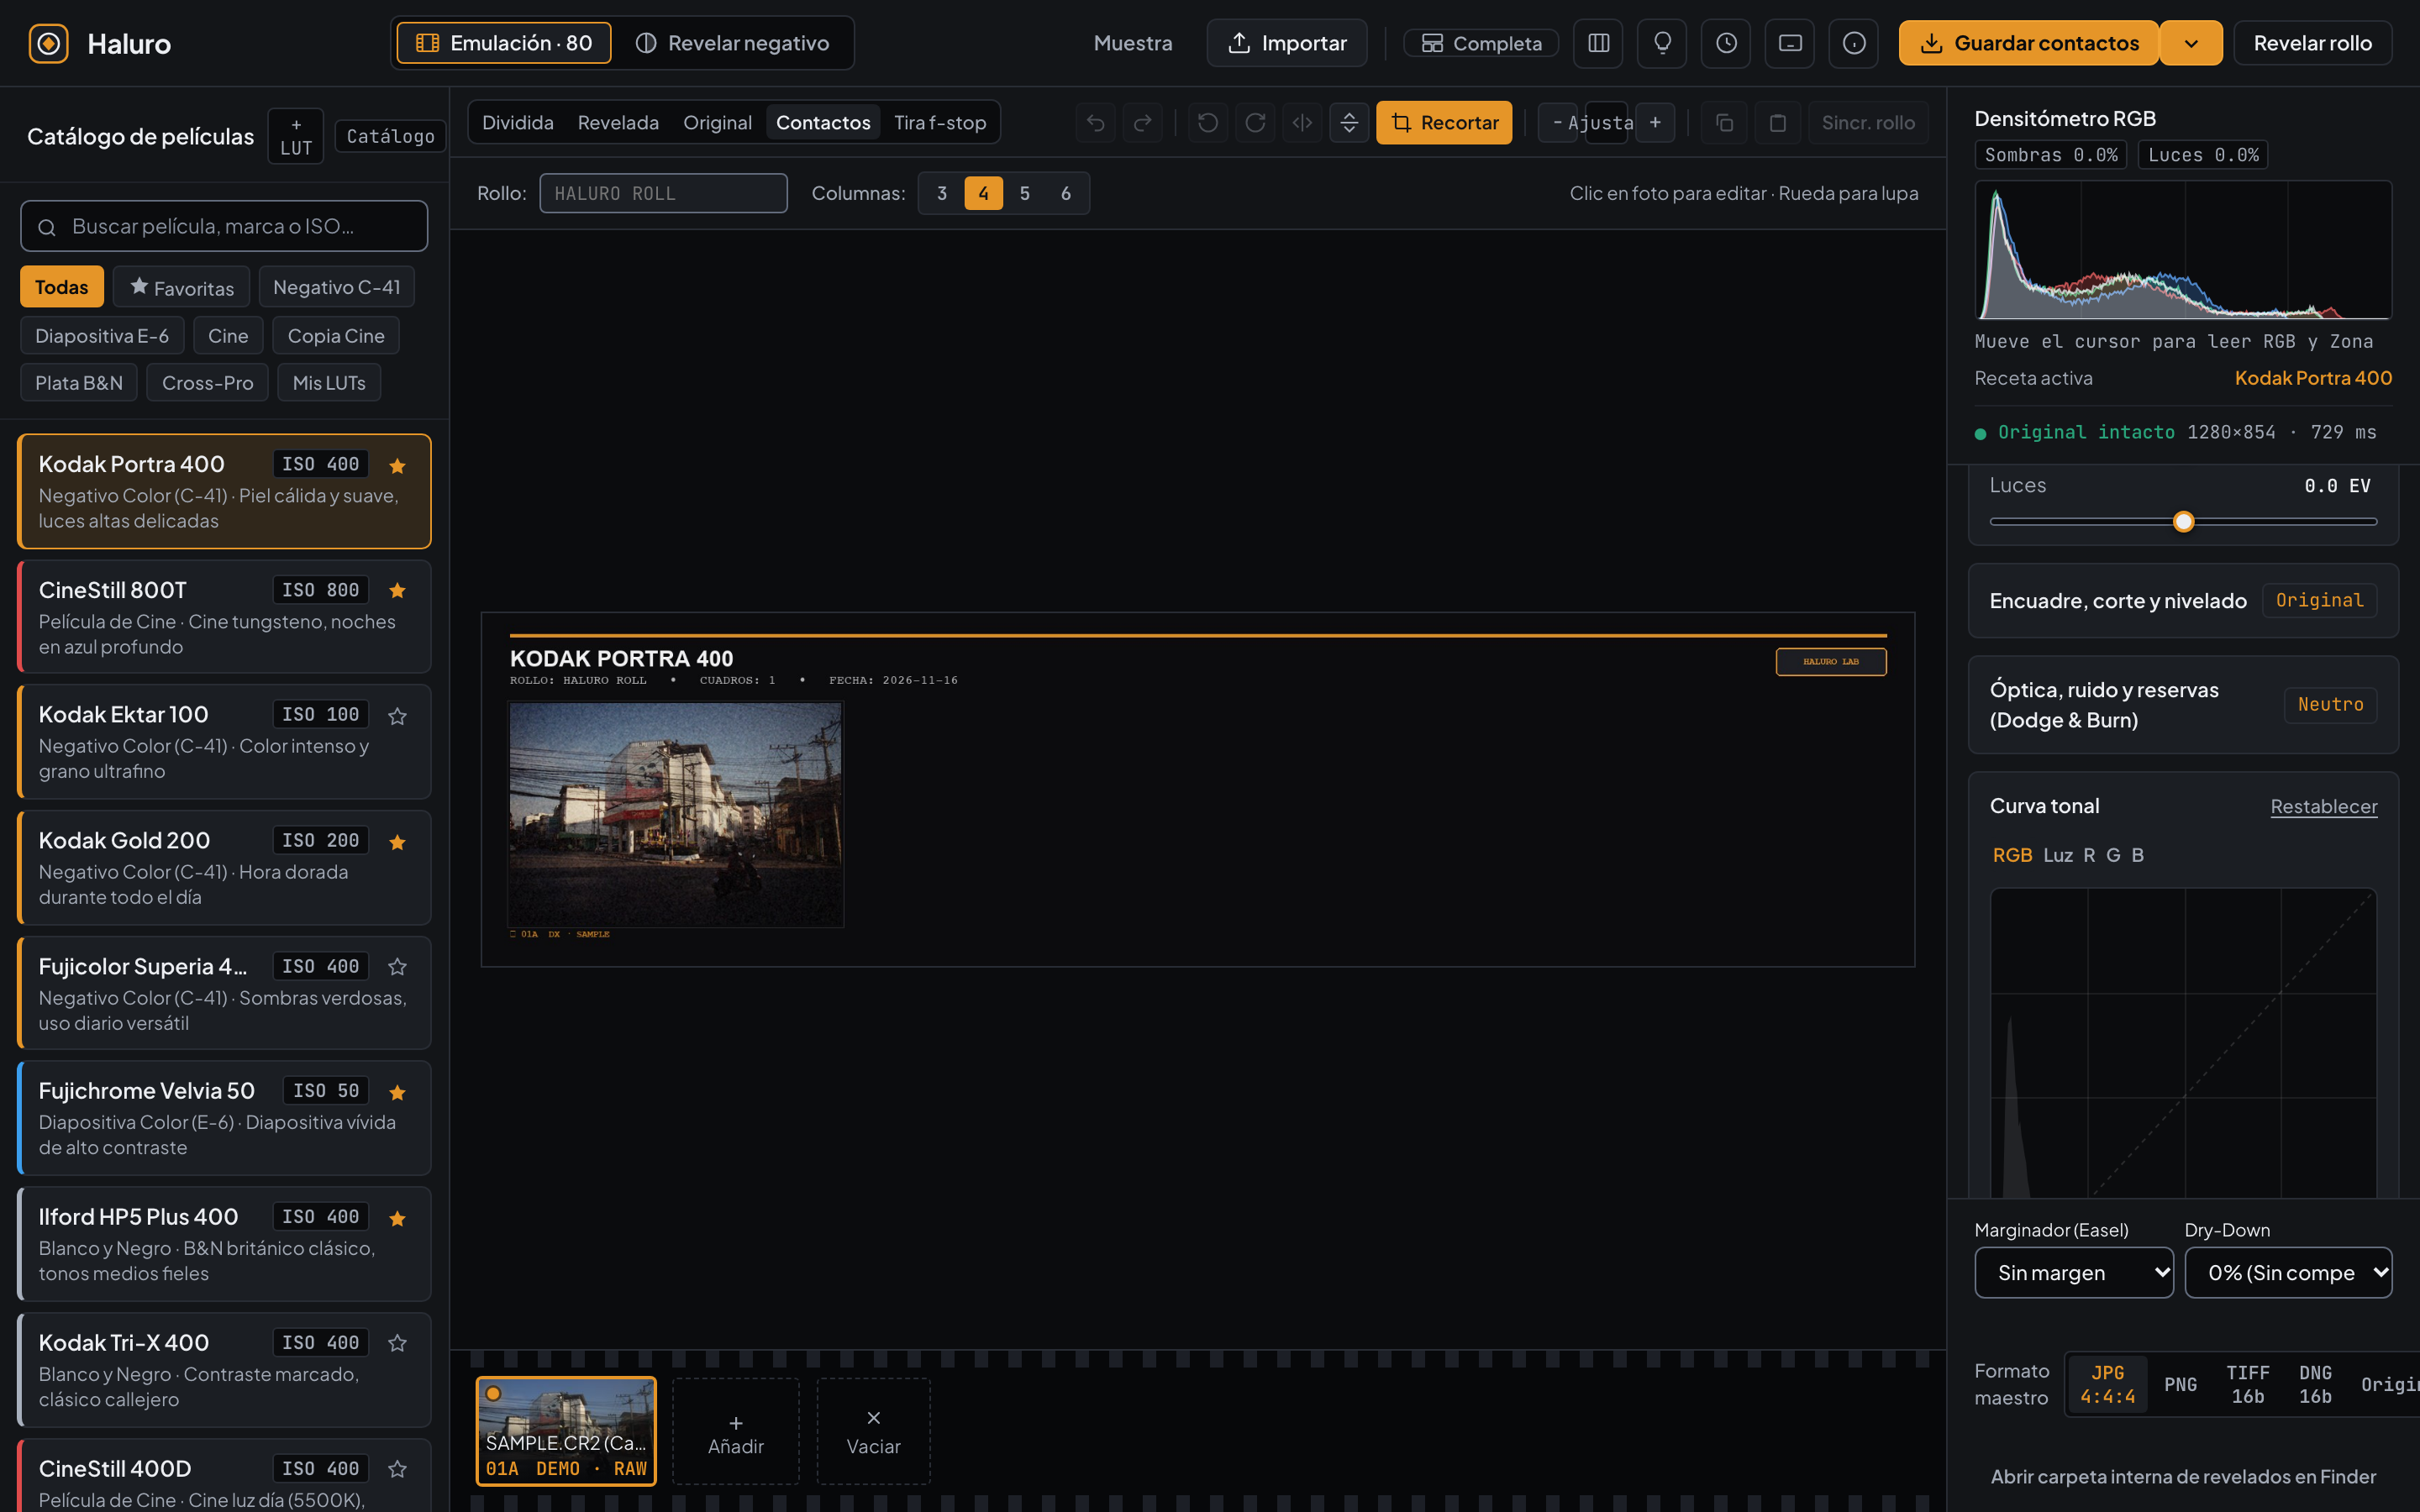 Haluro
Emulación · 80
Revelar negativo
Muestra
Importar
Completa
Guardar contactos
Revelar rollo
Catálogo de películas
+ LUT
Catálogo
Buscar película, marca o ISO...
Todas
Favoritas
Negativo C-41
Diapositiva E-6
Cine
Copia Cine
Plata B&N
Cross-Pro
Mis LUTs
Kodak Portra 400 ISO 400
Negativo Color (C-41) · Piel cálida y suave,
luces altas delicadas
CineStill 800T ISO 800
Película de Cine · Cine tungsteno, noches
en azul profundo
Kodak Ektar 100 ISO 100
Negativo Color (C-41) · Color intenso y
grano ultrafino
Kodak Gold 200 ISO 200
Negativo Color (C-41) · Hora dorada
durante todo el día
Fujicolor Superia 4... ISO 400
Negativo Color (C-41) · Sombras verdosas,
uso diario versátil
Fujichrome Velvia 50 ISO 50
Diapositiva Color (E-6) · Diapositiva vívida
de alto contraste
Ilford HP5 Plus 400 ISO 400
Blanco y Negro · B&N británico clásico,
tonos medios fieles
Kodak Tri-X 400 ISO 400
Blanco y Negro · Contraste marcado,
clásico callejero
CineStill 400D ISO 400
Película de Cine · Cine luz día (5500K),
Dividida
Revelada
Original
Contactos
Tira f-stop
Recortar
- Ajusta +
Sincr. rollo
Rollo: HALURO ROLL
Columnas: 3 4 5 6
Clic en foto para editar · Rueda para lupa
KODAK PORTRA 400
ROLLO: HALURO ROLL • CUADROS: 1 • FECHA: 2026-11-16
HALURO LAB
01A DX · SAMPLE
SAMPLE.CR2 (Ca...
01A DEMO · RAW
+
Añadir
×
Vaciar
Densitómetro RGB
Sombras 0.0%
Luces 0.0%
Mueve el cursor para leer RGB y Zona
Receta activa Kodak Portra 400
Original intacto 1280×854 · 729 ms
Luces 0.0 EV
Encuadre, corte y nivelado Original
Óptica, ruido y reservas
(Dodge & Burn)
Neutro
Curva tonal Restablecer
RGB Luz R G B
Marginador (Easel)
Sin margen
Dry-Down
0% (Sin compe
Formato
maestro
JPG
4:4:4
PNG
TIFF
16b
DNG
16b
Origin
Abrir carpeta interna de revelados en Finder